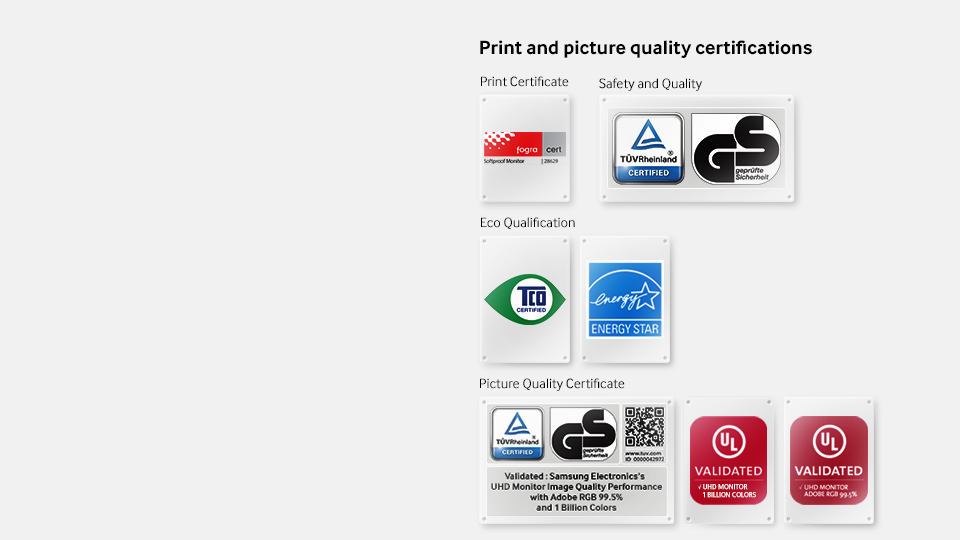 Print and picture quality certifications
Print Certificate
Safety and Quality
fogra cert
Softproof Monitor | 28629
TÜVRheinland®
CERTIFIED
GS
geprüfte
Sicherheit
Eco Qualification
TCO
CERTIFIED
energy
ENERGY STAR
Picture Quality Certificate
TÜVRheinland®
CERTIFIED
GS
geprüfte
Sicherheit
www.tuv.com
ID 0000042972
Validated : Samsung Electronics's
UHD Monitor Image Quality Performance
with Adobe RGB 99.5%
and 1 Billion Colors
UL
VALIDATED
√ UHD MONITOR
1 BILLION COLORS
UL
VALIDATED
√ UHD MONITOR
ADOBE RGB 99.5%